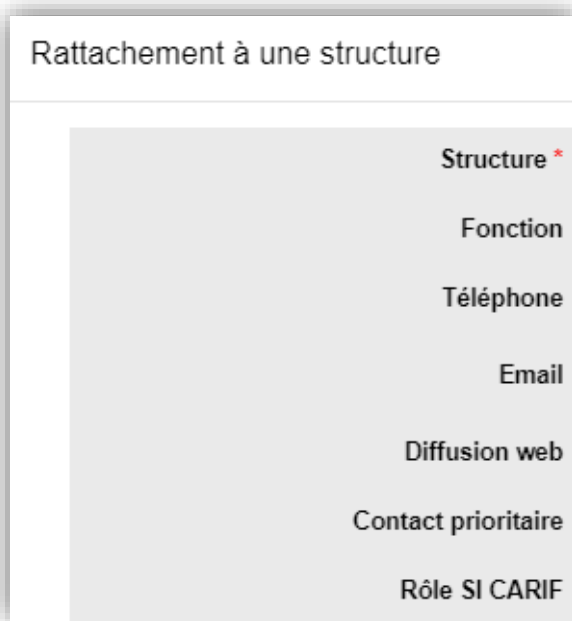 Rattachement à une structure
Structure *
Fonction
Téléphone
Email
Diffusion web
Contact prioritaire
Rôle SI CARIF